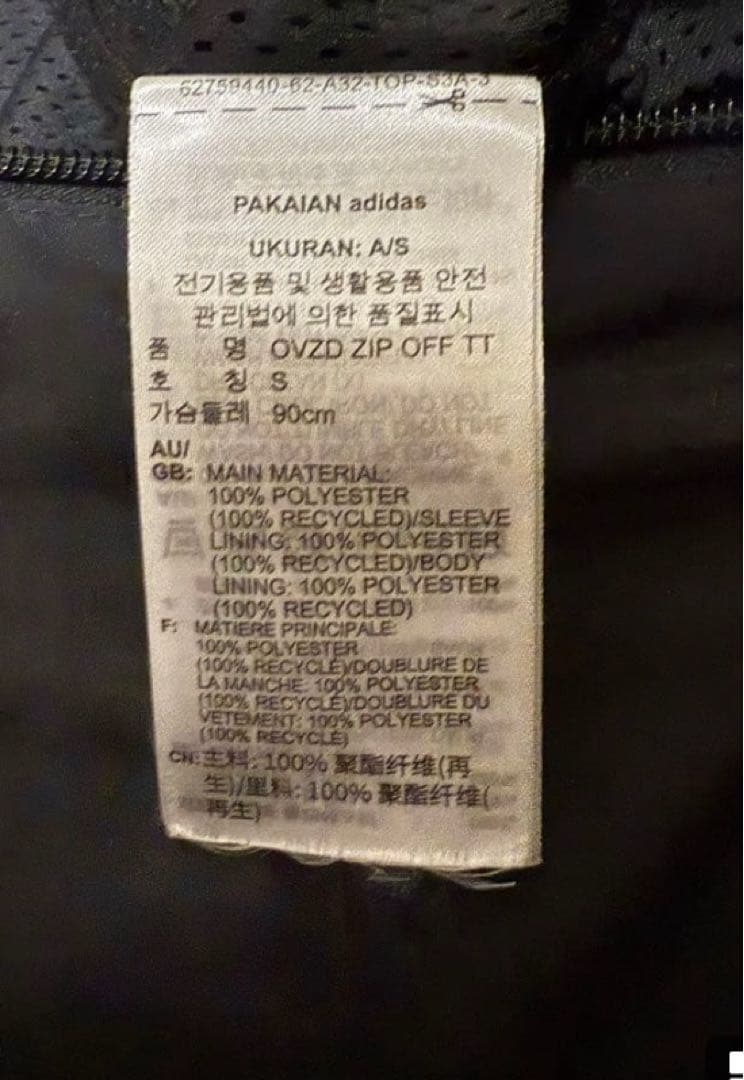 62759440-62-A32-TOP-S3A-3
PAKAIAN adidas
UKURAN: A/S
전기용품 및 생활용품 안전
관리법에 의한 품질표시
품 명 OVZD ZIP OFF TT
호 칭 S
가슴둘레 90cm
AU/
GB: MAIN MATERIAL:
100% POLYESTER
(100% RECYCLED)/SLEEVE
LINING: 100% POLYESTER
(100% RECYCLED)/BODY
LINING: 100% POLYESTER
(100% RECYCLED)
F: MATIERE PRINCIPALE:
100% POLYESTER
(100% RECYCLÉ)/DOUBLURE DE
LA MANCHE: 100% POLYESTER
(100% RECYCLÉ)/DOUBLURE DU
VETEMENT: 100% POLYESTER
(100% RECYCLÉ)
CN: 主料: 100% 聚酯纤维(再
生)/里料: 100% 聚酯纤维(
再生)